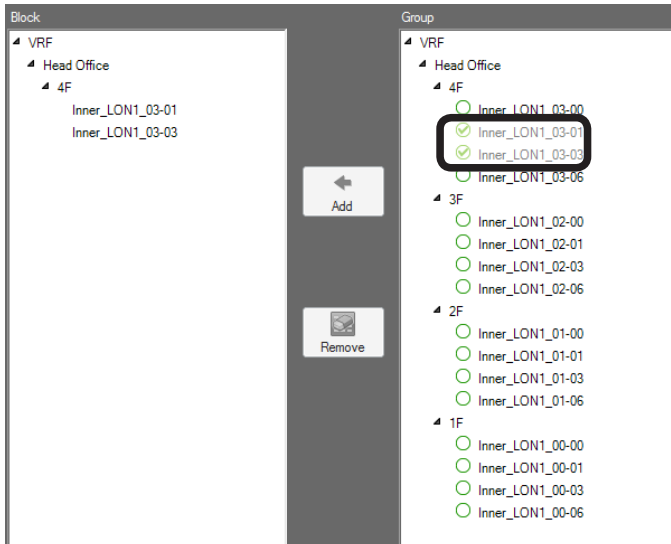 Block
VRF
Head Office
4F
Inner_LON1_03-01
Inner_LON1_03-03
Add
Remove
Group
VRF
Head Office
4F
Inner_LON1_03-00
Inner_LON1_03-01
Inner_LON1_03-03
Inner_LON1_03-06
3F
Inner_LON1_02-00
Inner_LON1_02-01
Inner_LON1_02-03
Inner_LON1_02-06
2F
Inner_LON1_01-00
Inner_LON1_01-01
Inner_LON1_01-03
Inner_LON1_01-06
1F
Inner_LON1_00-00
Inner_LON1_00-01
Inner_LON1_00-03
Inner_LON1_00-06